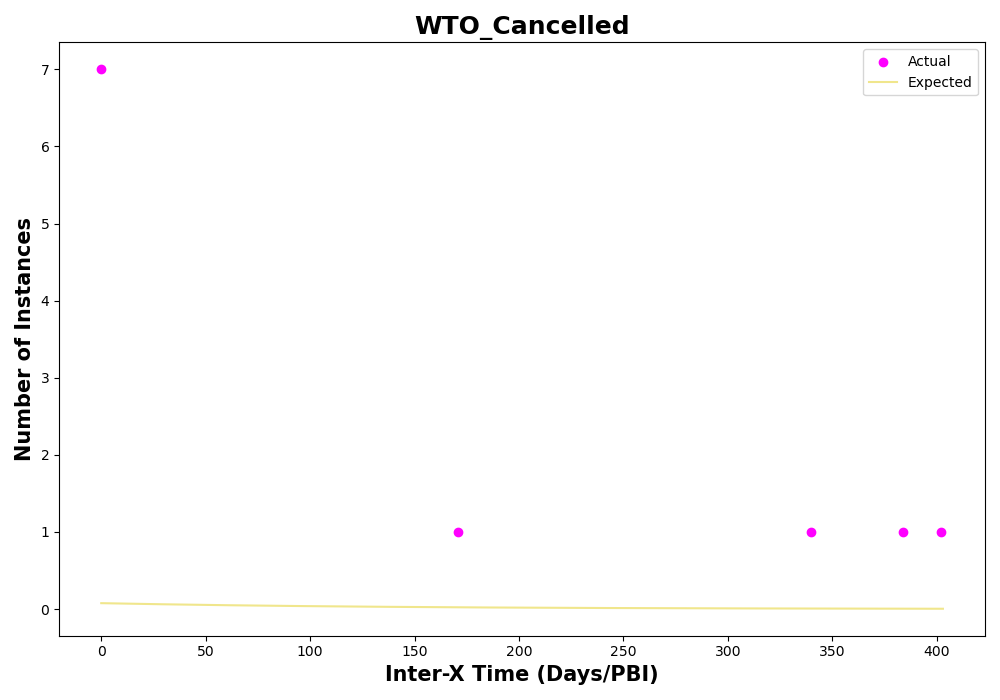 WTO_Cancelled
Actual
Expected
7
6
5
4
3
2
1
0
Number of Instances
0 50 100 150 200 250 300 350 400
Inter-X Time (Days/PBI)